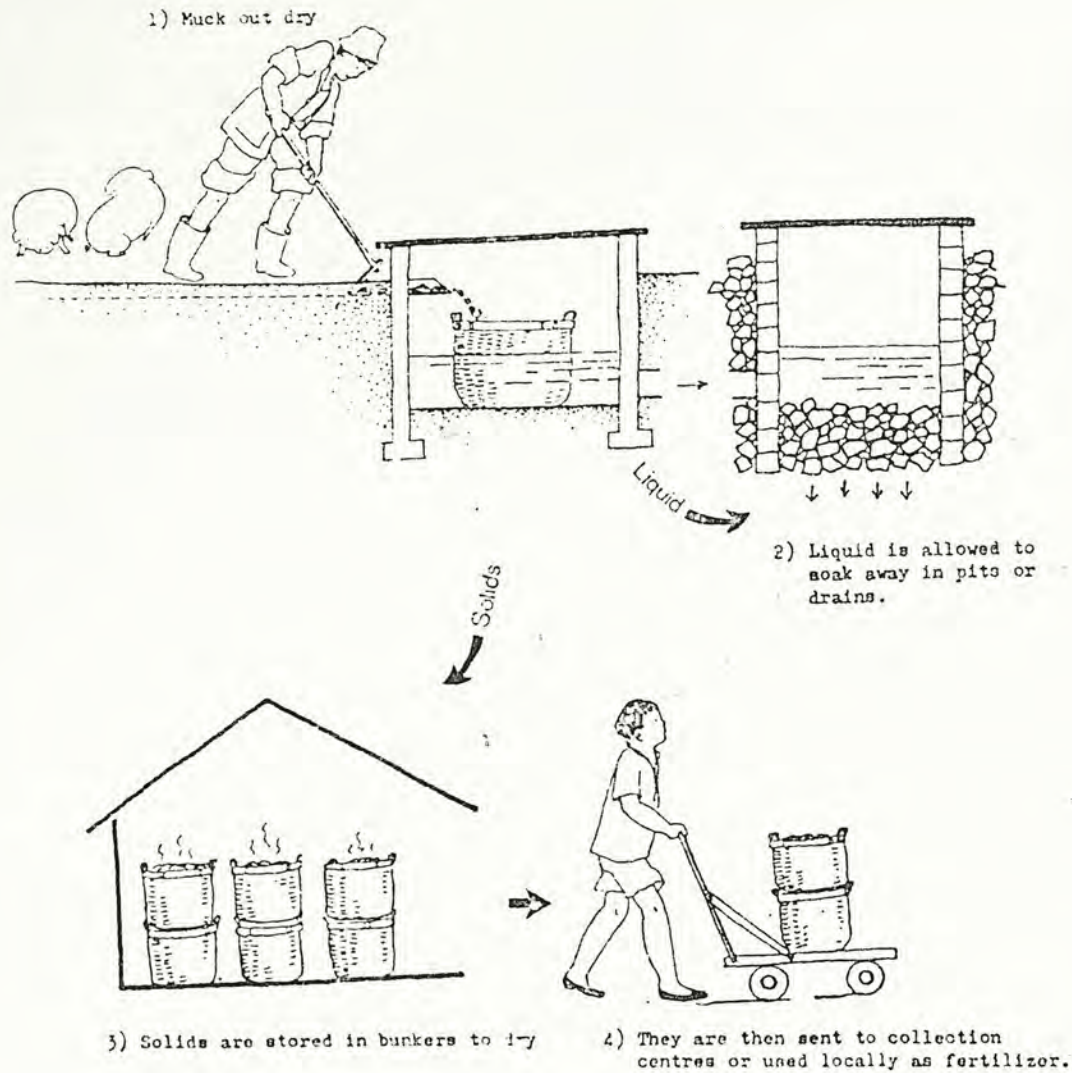 1) Muck out dry
Liquid
2) Liquid is allowed to
soak away in pits or
drains.
Solids
3) Solids are stored in bunkers to dry
4) They are then sent to collection
centres or used locally as fertilizer.